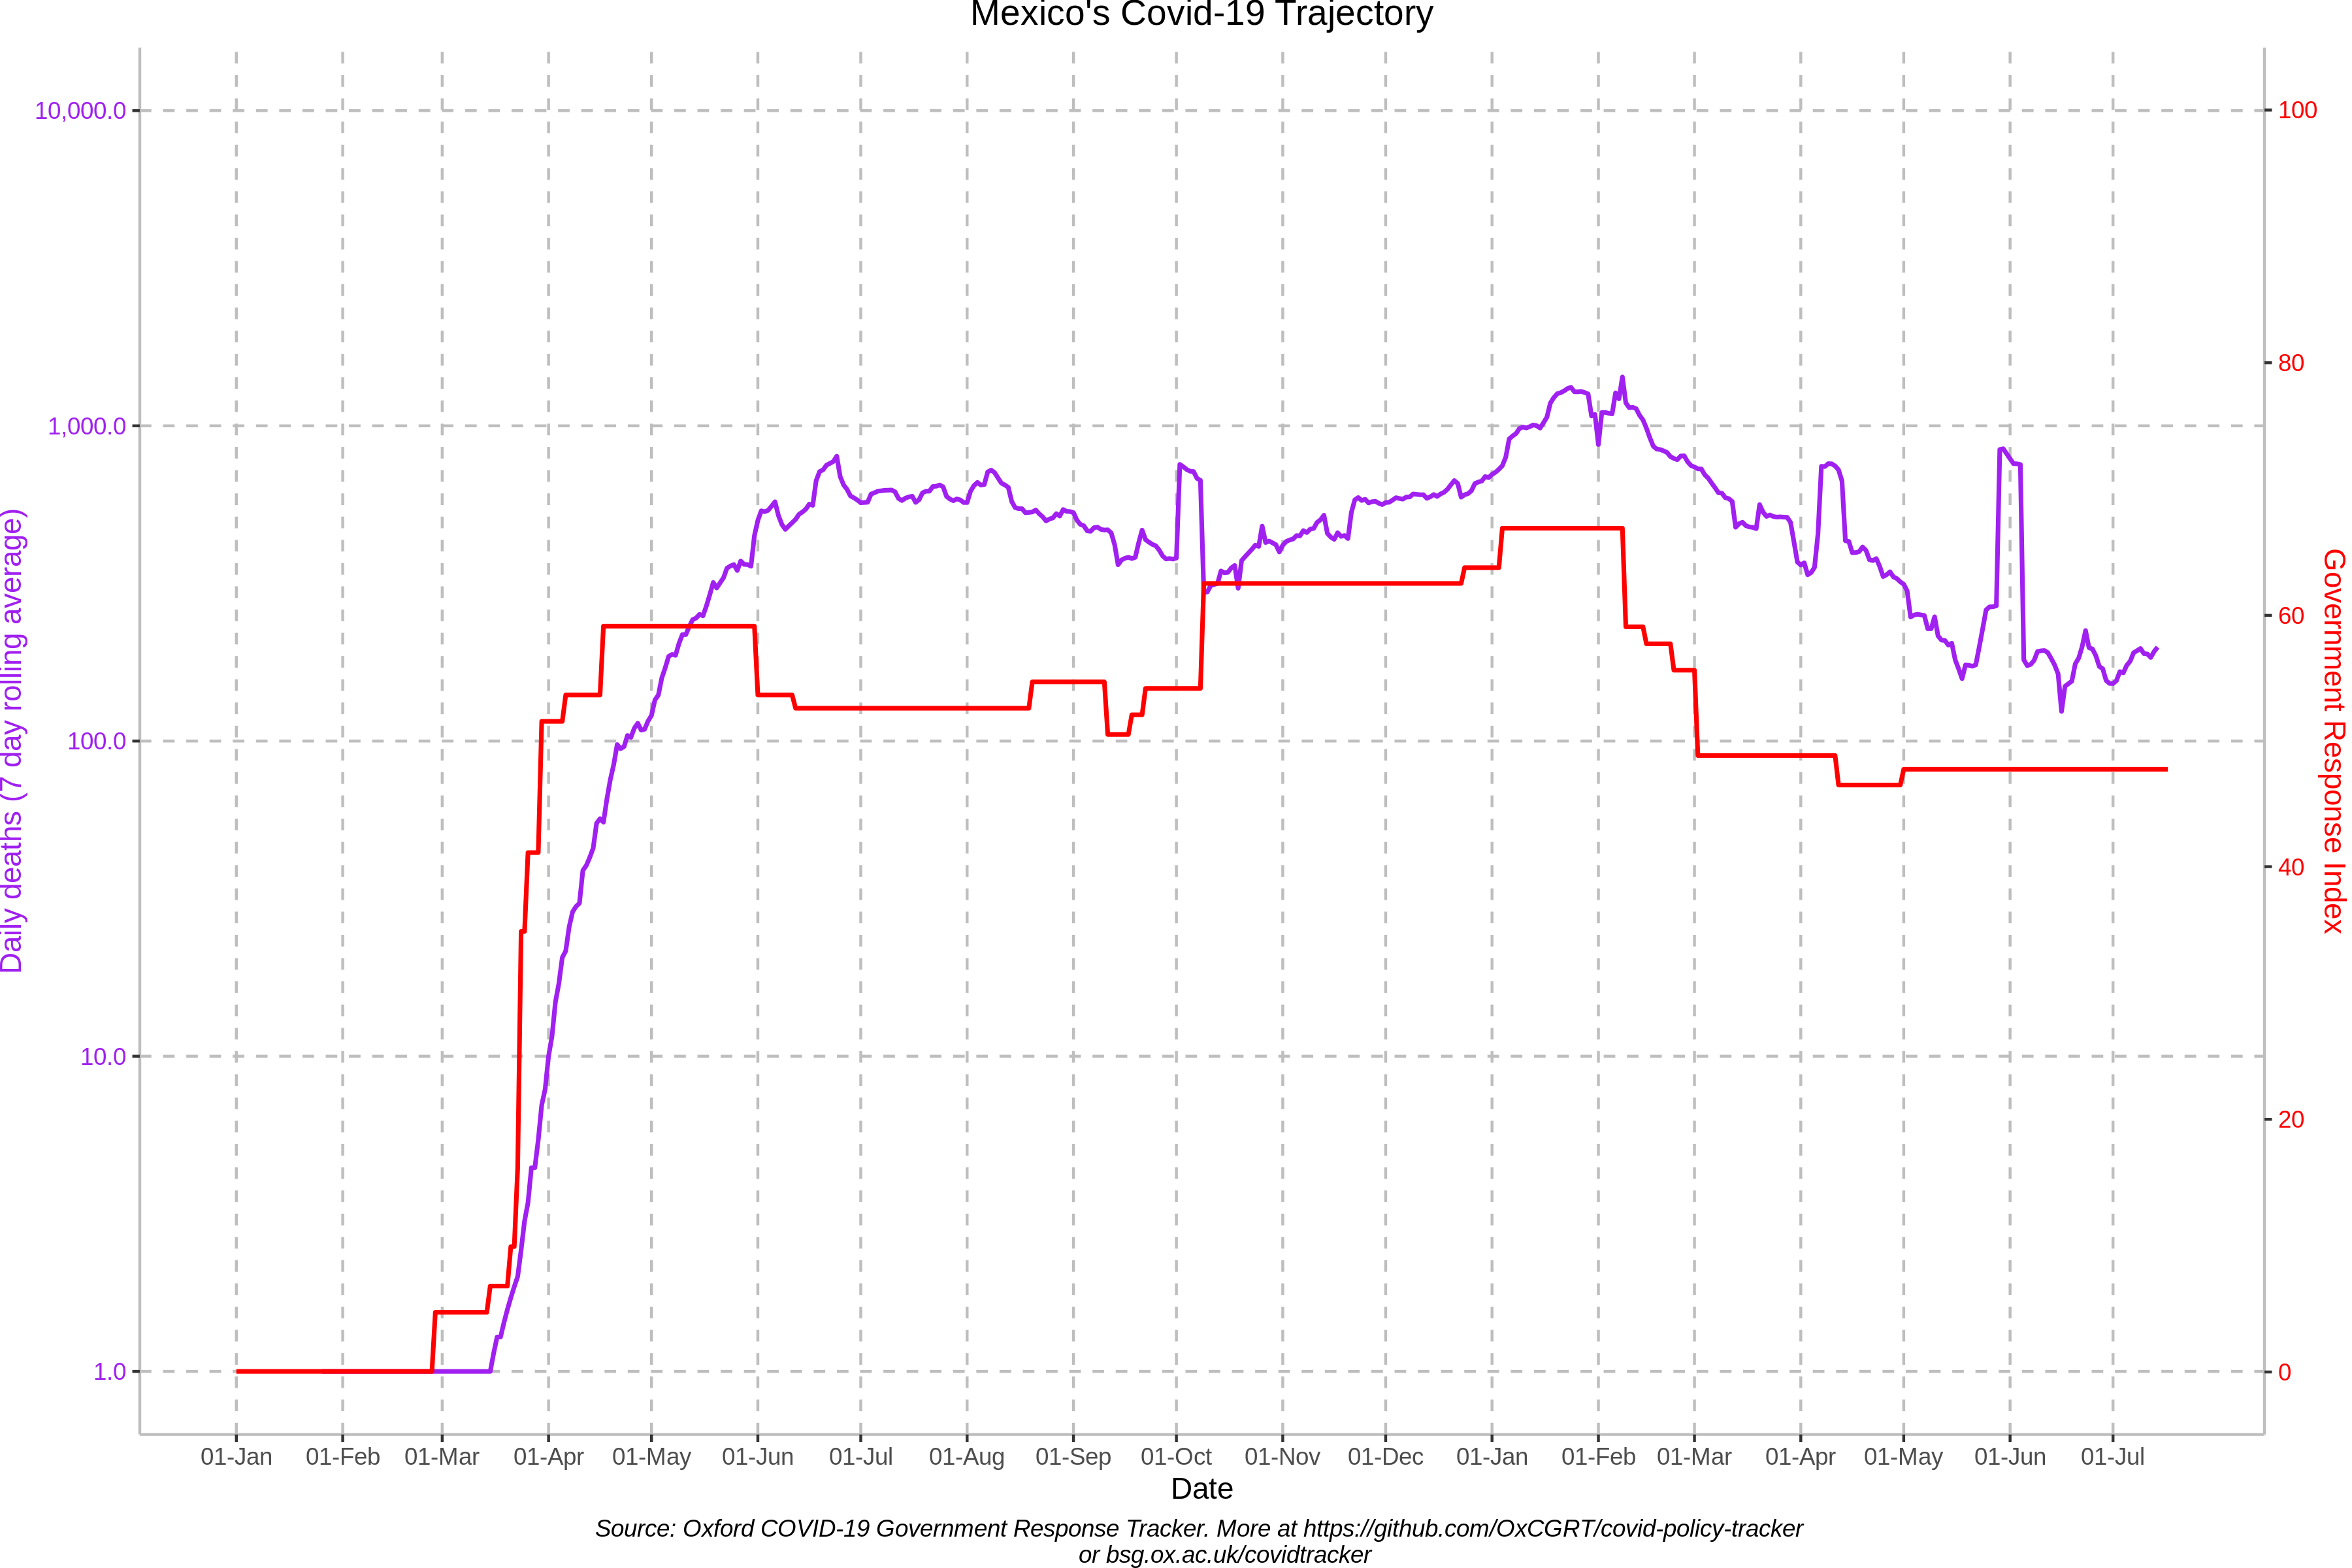 Mexico's Covid-19 Trajectory
10,000.0
1,000.0
100.0
10.0
1.0
Daily deaths (7 day rolling average)
100
80
60
40
20
0
Government Response Index
01-Jan 01-Feb 01-Mar 01-Apr 01-May 01-Jun 01-Jul 01-Aug 01-Sep 01-Oct 01-Nov 01-Dec 01-Jan 01-Feb 01-Mar 01-Apr 01-May 01-Jun 01-Jul
Date
Source: Oxford COVID-19 Government Response Tracker. More at https://github.com/OxCGRT/covid-policy-tracker
or bsg.ox.ac.uk/covidtracker